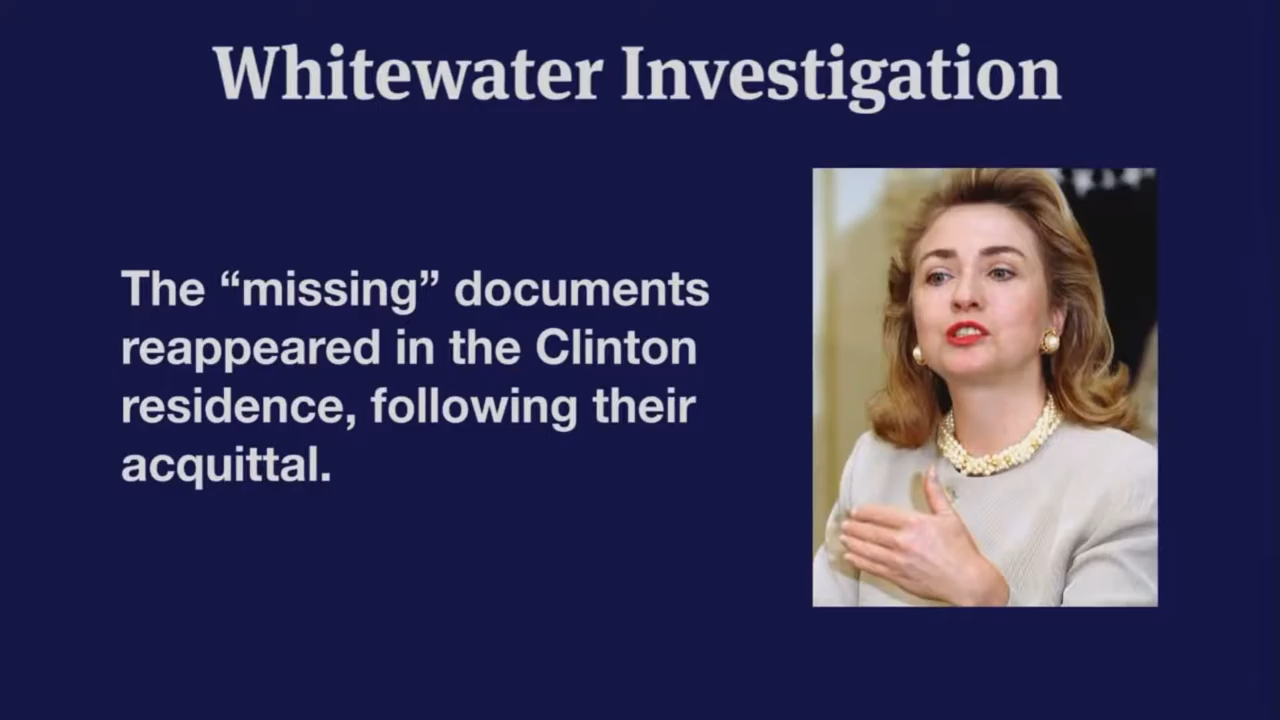 Whitewater Investigation
The “missing” documents
reappeared in the Clinton
residence, following their
acquittal.